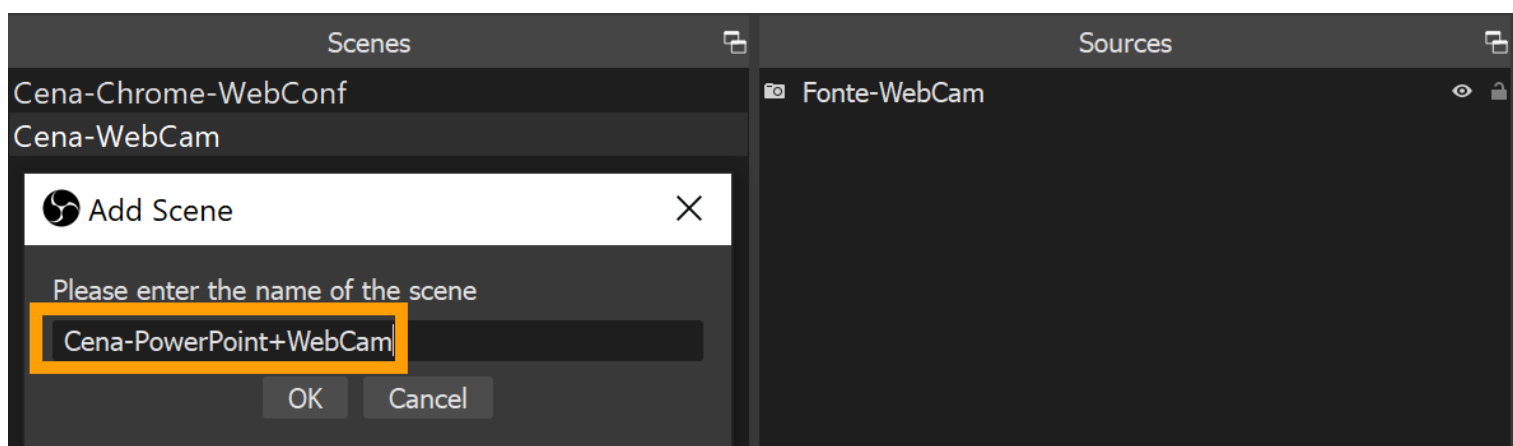 Scenes
Sources
Cena-Chrome-WebConf
Fonte-WebCam
Cena-WebCam
Add Scene
Please enter the name of the scene
Cena-PowerPoint+WebCam
OK
Cancel